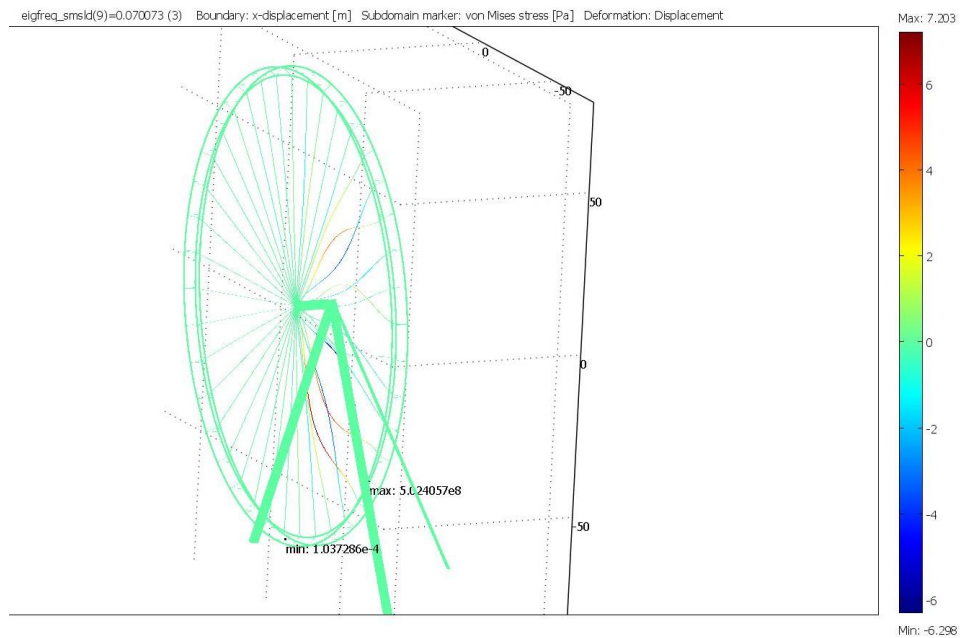 eigfreq_smsld(9)=0.070073 (3) Boundary: x-displacement [m] Subdomain marker: von Mises stress [Pa] Deformation: Displacement
Max: 7.203
0
-50
6
4
50
2
0
0
-2
max: 5.024057e8
-4
-50
min: 1.037286e-4
-6
Min: -6.298